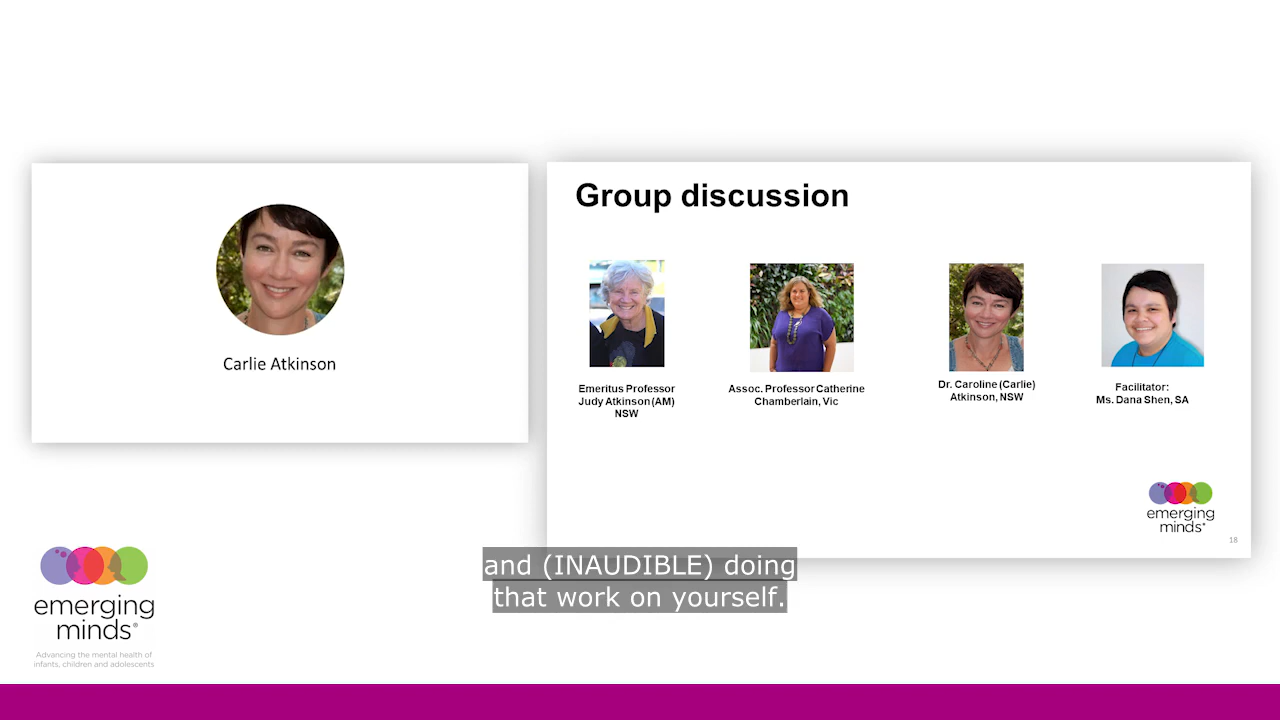 Carlie Atkinson
Group discussion
Emeritus Professor
Judy Atkinson (AM)
NSW
Assoc. Professor Catherine
Chamberlain, Vic
Dr. Caroline (Carlie)
Atkinson, NSW
Facilitator:
Ms. Dana Shen, SA
emerging
minds®
18
and (INAUDIBLE) doing
that work on yourself.
emerging
minds®
Advancing the mental health of
infants, children and adolescents